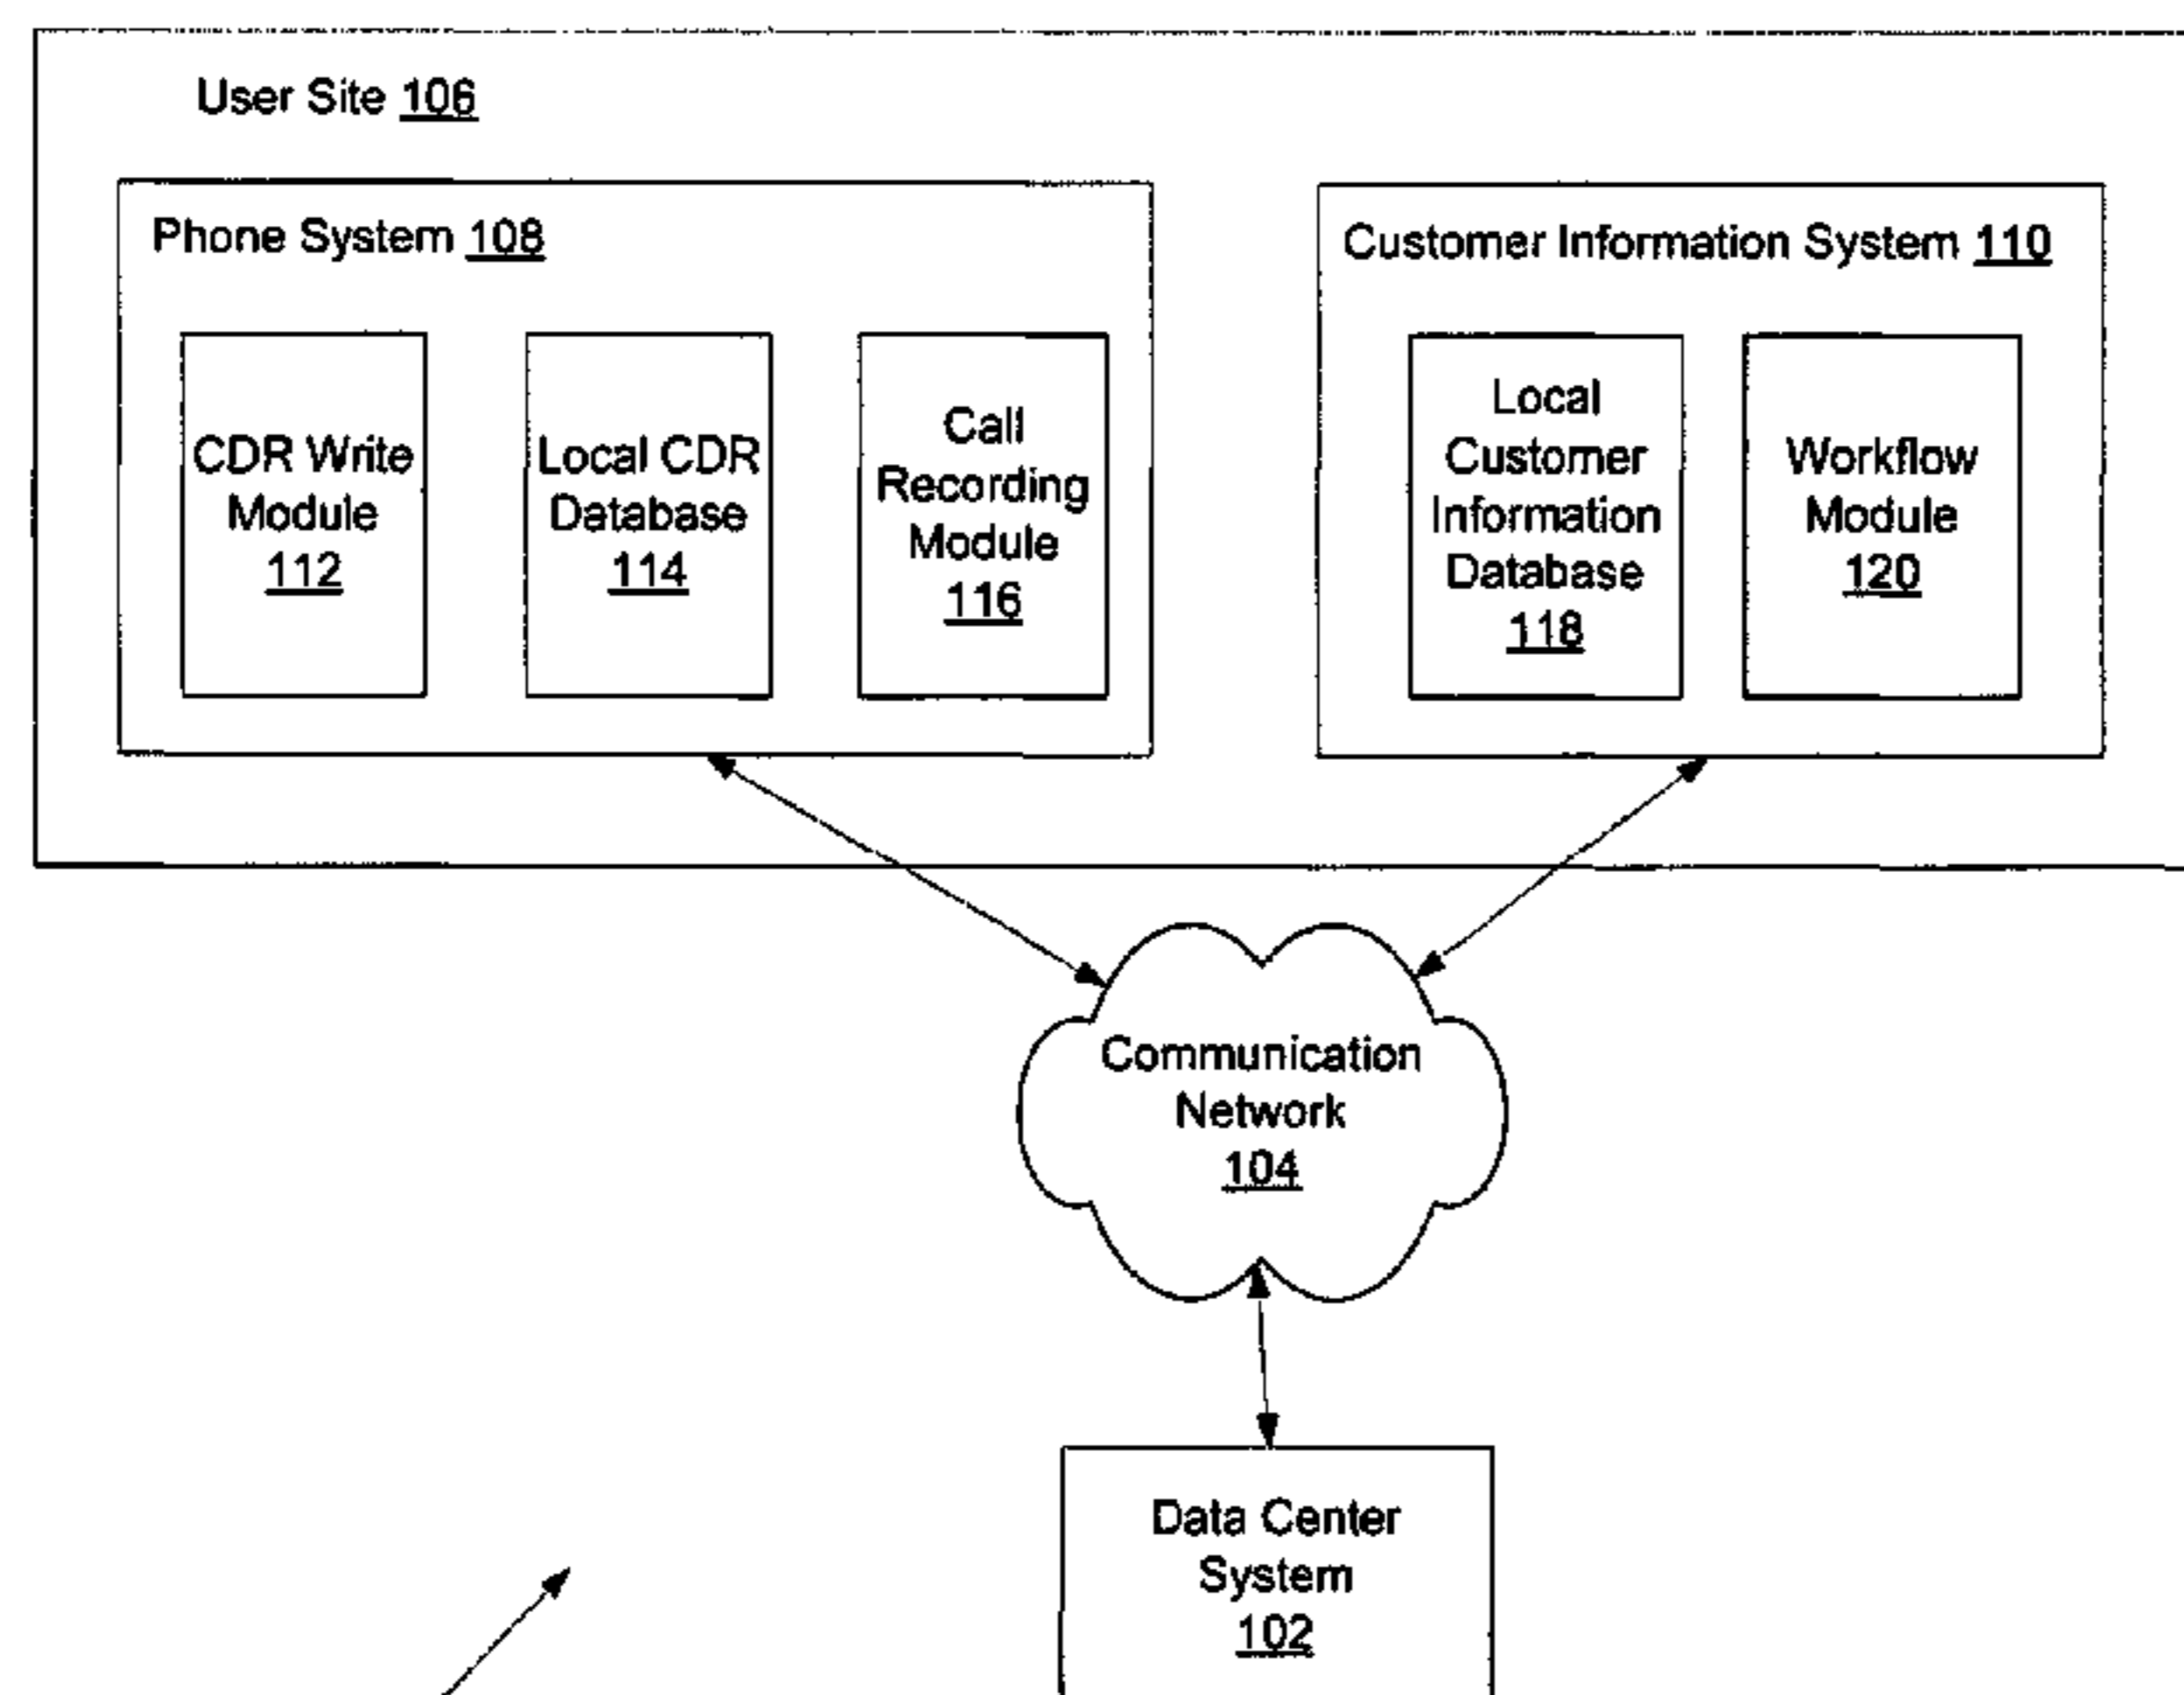 User Site 106
Phone System 108
CDR Write
Module
112
Local CDR
Database
114
Call
Recording
Module
116
Customer Information System 110
Local
Customer
Information
Database
118
Workflow
Module
120
Communication
Network
104
Data Center
System
102